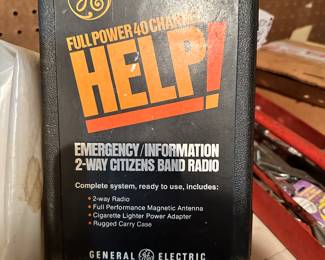 GE
FULL POWER 40 CHANNEL
HELP!
EMERGENCY/INFORMATION
2-WAY CITIZENS BAND RADIO
Complete system, ready to use, includes:
• 2-way Radio
• Full Performance Magnetic Antenna
• Cigarette Lighter Power Adapter
• Rugged Carry Case
GENERAL GE ELECTRIC